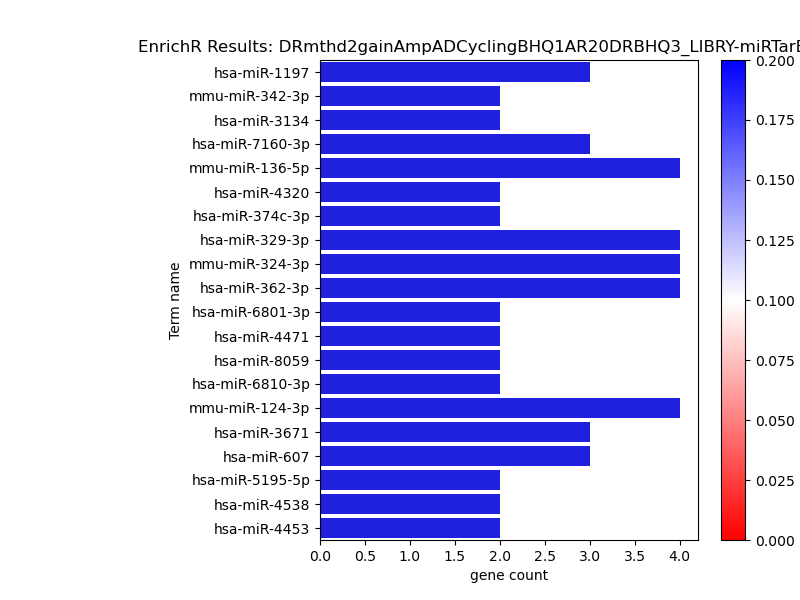 EnrichR Results: DRmthd2gainAmpADCyclingBHQ1AR20DRBHQ3_LIBRY-miRTarB
hsa-miR-1197
mmu-miR-342-3p
hsa-miR-3134
hsa-miR-7160-3p
mmu-miR-136-5p
hsa-miR-4320
hsa-miR-374c-3p
hsa-miR-329-3p
mmu-miR-324-3p
hsa-miR-362-3p
hsa-miR-6801-3p
hsa-miR-4471
hsa-miR-8059
hsa-miR-6810-3p
mmu-miR-124-3p
hsa-miR-3671
hsa-miR-607
hsa-miR-5195-5p
hsa-miR-4538
hsa-miR-4453
Term name
0.0 0.5 1.0 1.5 2.0 2.5 3.0 3.5 4.0
gene count
0.200
0.175
0.150
0.125
0.100
0.075
0.050
0.025
0.000